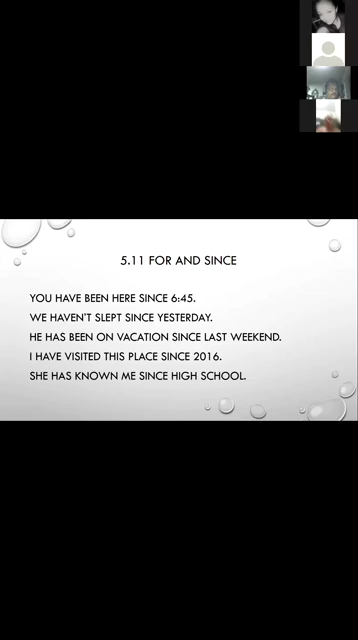 5.11 FOR AND SINCE
YOU HAVE BEEN HERE SINCE 6:45.
WE HAVEN'T SLEPT SINCE YESTERDAY.
HE HAS BEEN ON VACATION SINCE LAST WEEKEND.
I HAVE VISITED THIS PLACE SINCE 2016.
SHE HAS KNOWN ME SINCE HIGH SCHOOL.